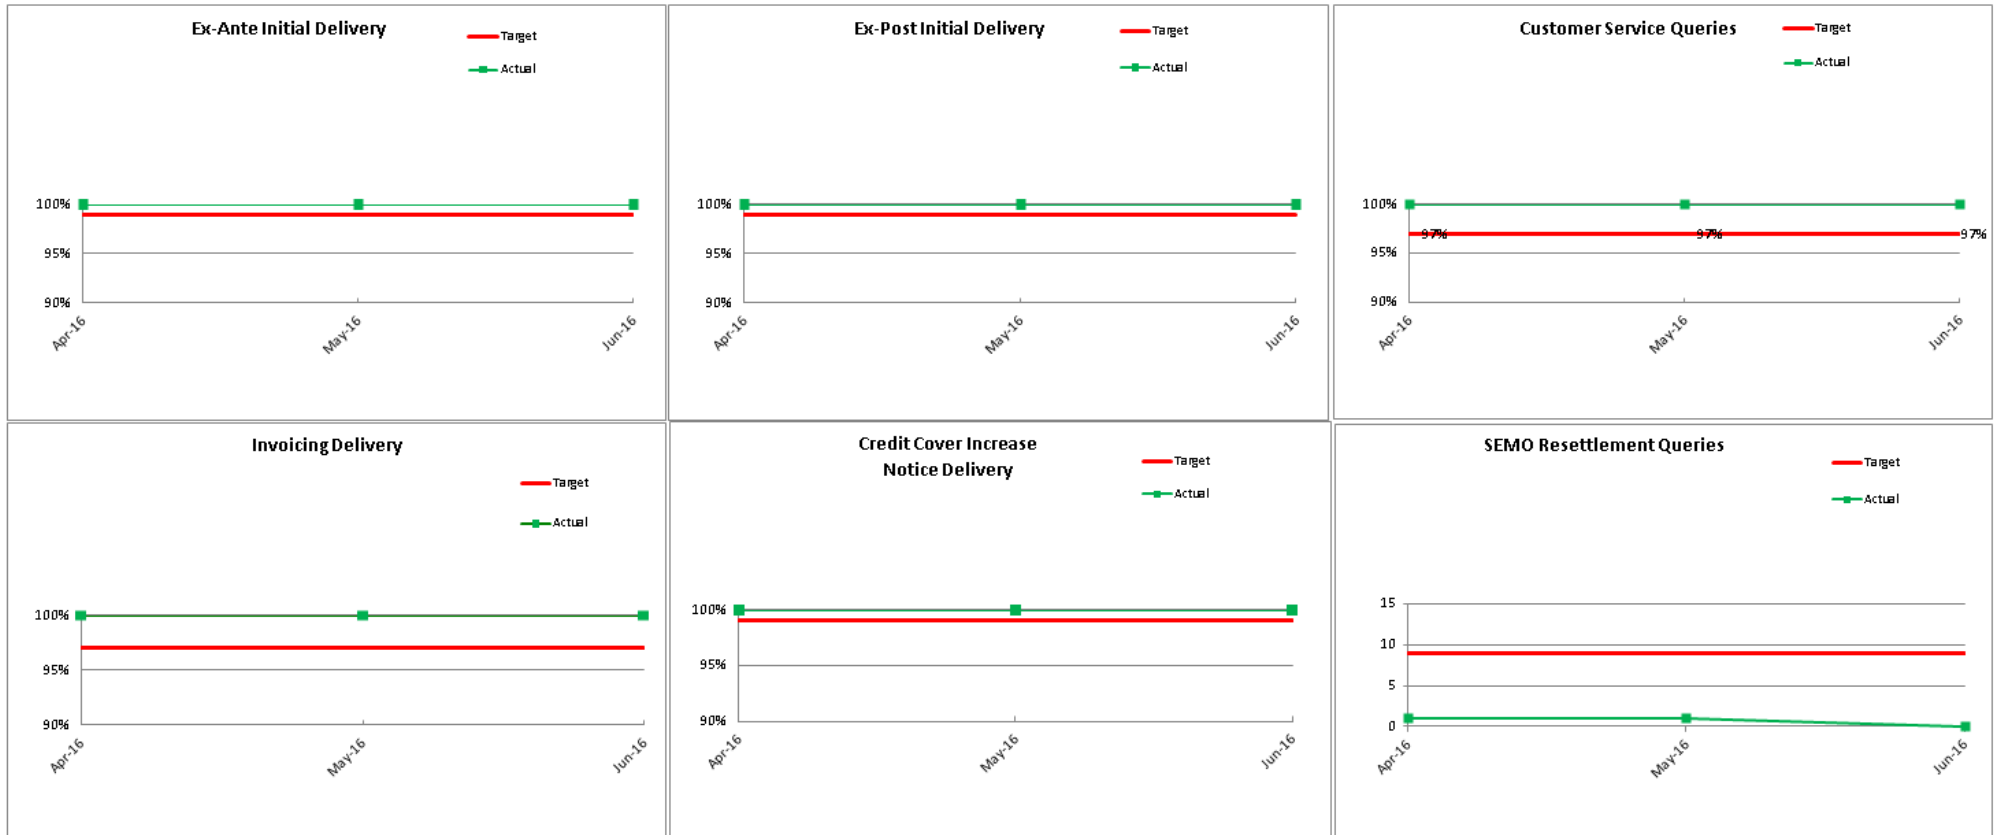 Ex-Ante Initial Delivery
Target
Actual
100%
95%
90%
Apr-16
May-16
Jun-16
Ex-Post Initial Delivery
Target
Actual
100%
95%
90%
Apr-16
May-16
Jun-16
Customer Service Queries
Target
Actual
100%
97%
97%
97%
95%
90%
Apr-16
May-16
Jun-16
Invoicing Delivery
Target
Actual
100%
95%
90%
Apr-16
May-16
Jun-16
Credit Cover Increase
Notice Delivery
Target
Actual
100%
95%
90%
Apr-16
May-16
Jun-16
SEMO Resettlement Queries
Target
Actual
15
10
5
0
Apr-16
May-16
Jun-16